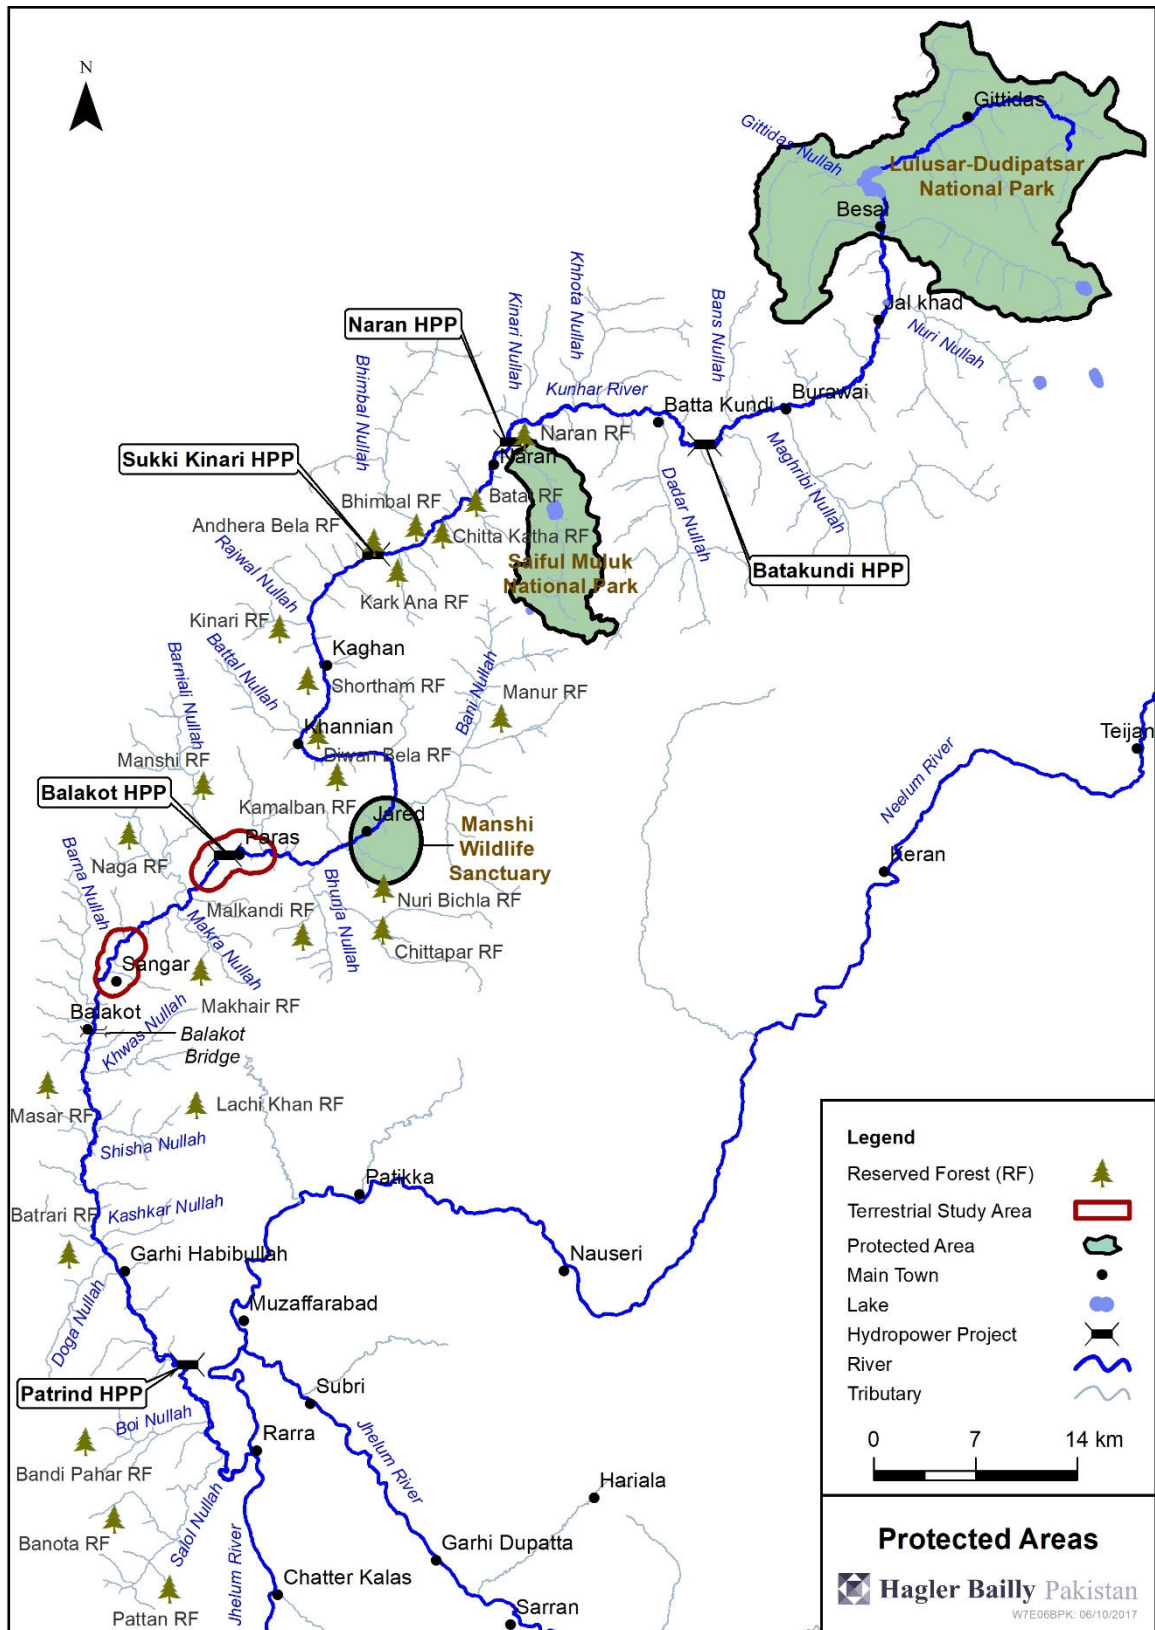 N
Gittidas
Gittidas Nullah
Lulusar-Dudipatsar
National Park
Besal
Jal khad
Nuri Nullah
Khhota Nullah
Kinari Nullah
Bans Nullah
Naran HPP
Bhimbal Nullah
Kunhar River
Burawai
Batta Kundi
Naran RF
Sukki Kinari HPP
Naran
Maghribi Nullah
Dadar Nullah
Bhimbal RF
Batal RF
Andhera Bela RF
Chitta Katha RF
Rajwal Nullah
Saiful Muluk
National Park
Batakundi HPP
Kark Ana RF
Kinari RF
Battal Nullah
Barniali Nullah
Kaghan
Shortham RF
Bani Nullah
Manur RF
Khannian
Diwan Bela RF
Teijan
Neelum River
Manshi RF
Balakot HPP
Kamalban RF
Jared
Manshi
Wildlife
Sanctuary
Paras
Barna Nullah
Naga RF
Keran
Bhunja Nullah
Nuri Bichla RF
Malkandi RF
Makra Nullah
Chittapar RF
Sangar
Makhair RF
Balakot
Khwas Nullah
Balakot
Bridge
Masar RF
Lachi Khan RF
Shisha Nullah
Patikka
Kashkar Nullah
Batrari RF
Garhi Habibullah
Nauseri
Doga Nullah
Muzaffarabad
Patrind HPP
Subri
Boi Nullah
Jhelum River
Rarra
Bandi Pahar RF
Hariala
Salol Nullah
Banota RF
Jhelum River
Garhi Dupatta
Chatter Kalas
Pattan RF
Sarran
Legend
Reserved Forest (RF)
Terrestrial Study Area
Protected Area
Main Town
Lake
Hydropower Project
River
Tributary
0 7 14 km
Protected Areas
Hagler Bailly Pakistan
W7E06BPK: 06/10/2017